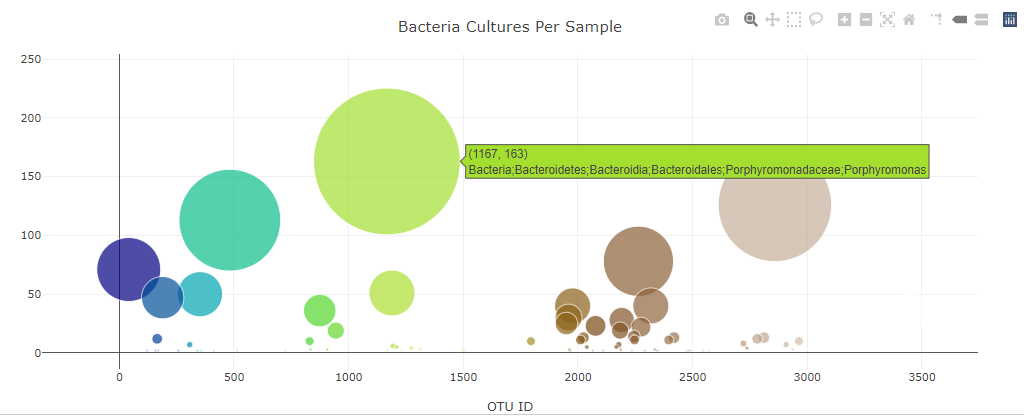 Bacteria Cultures Per Sample
250
200
150
100
50
0
(1167, 163)
Bacteria;Bacteroidetes;Bacteroidia;Bacteroidales;Porphyromonadaceae;Porphyromonas
0 500 1000 1500 2000 2500 3000 3500
OTU ID